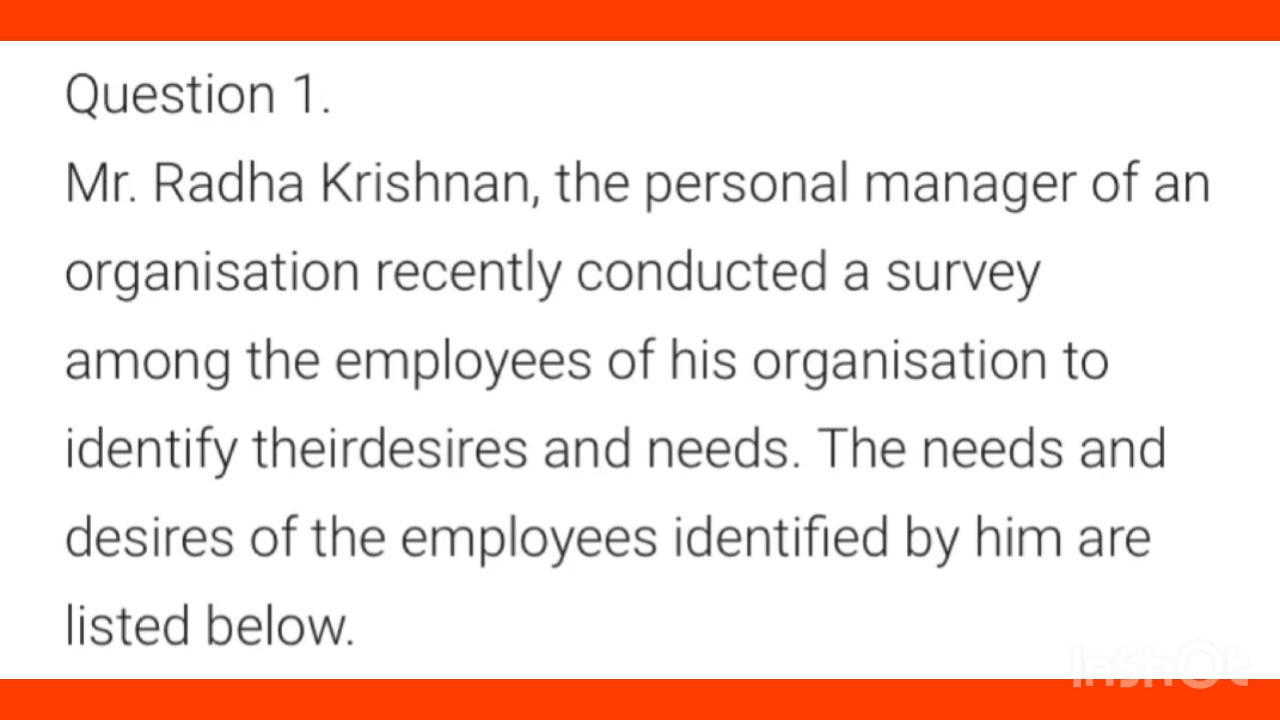 Question 1.
Mr. Radha Krishnan, the personal manager of an
organisation recently conducted a survey
among the employees of his organisation to
identify theirdesires and needs. The needs and
desires of the employees identified by him are
listed below.
InShOt